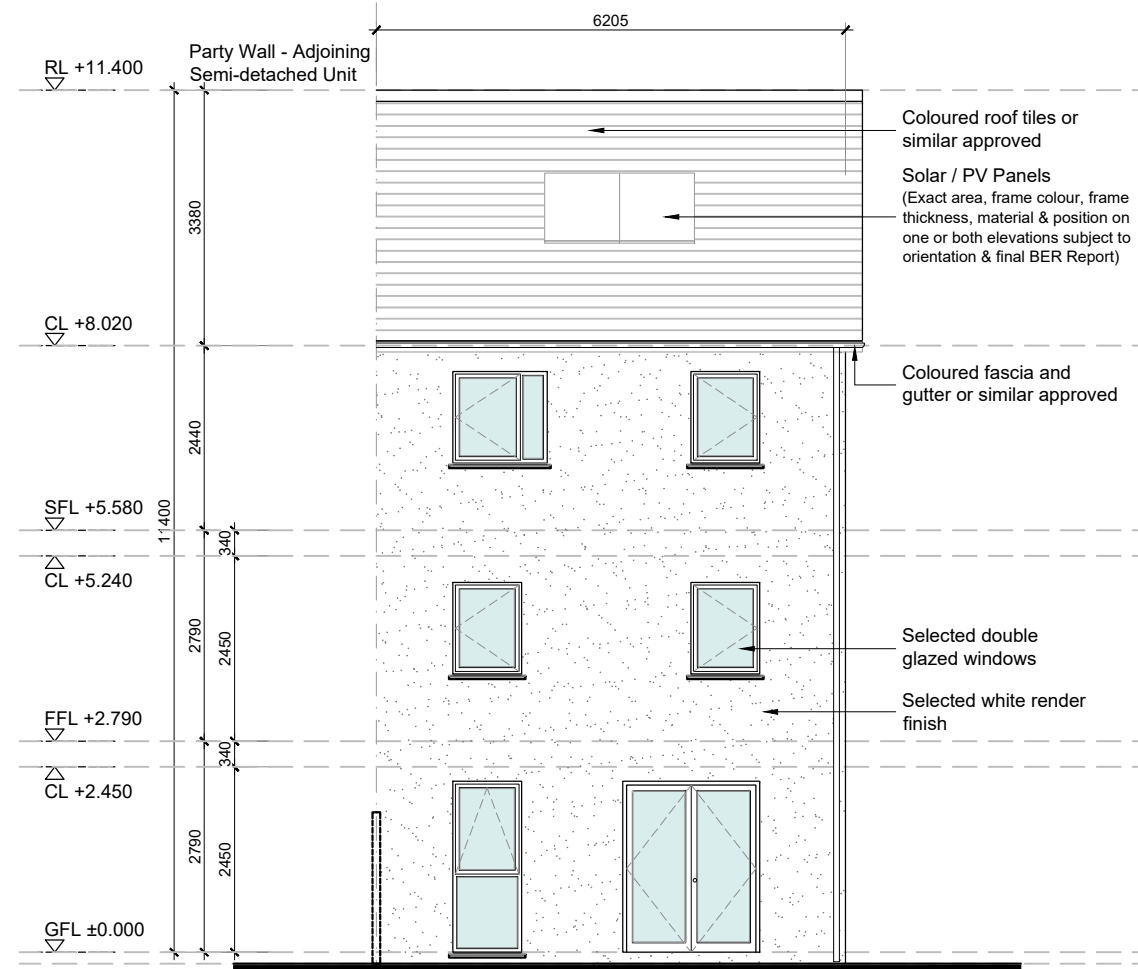 6205
Party Wall - Adjoining
Semi-detached Unit
RL +11.400
Coloured roof tiles or
similar approved
Solar / PV Panels
(Exact area, frame colour, frame
thickness, material & position on
one or both elevations subject to
orientation & final BER Report)
3380
CL +8.020
Coloured fascia and
gutter or similar approved
2440
SFL +5.580
11400
340
CL +5.240
2790
2450
Selected double
glazed windows
Selected white render
finish
FFL +2.790
340
CL +2.450
2790
2450
GFL ±0.000